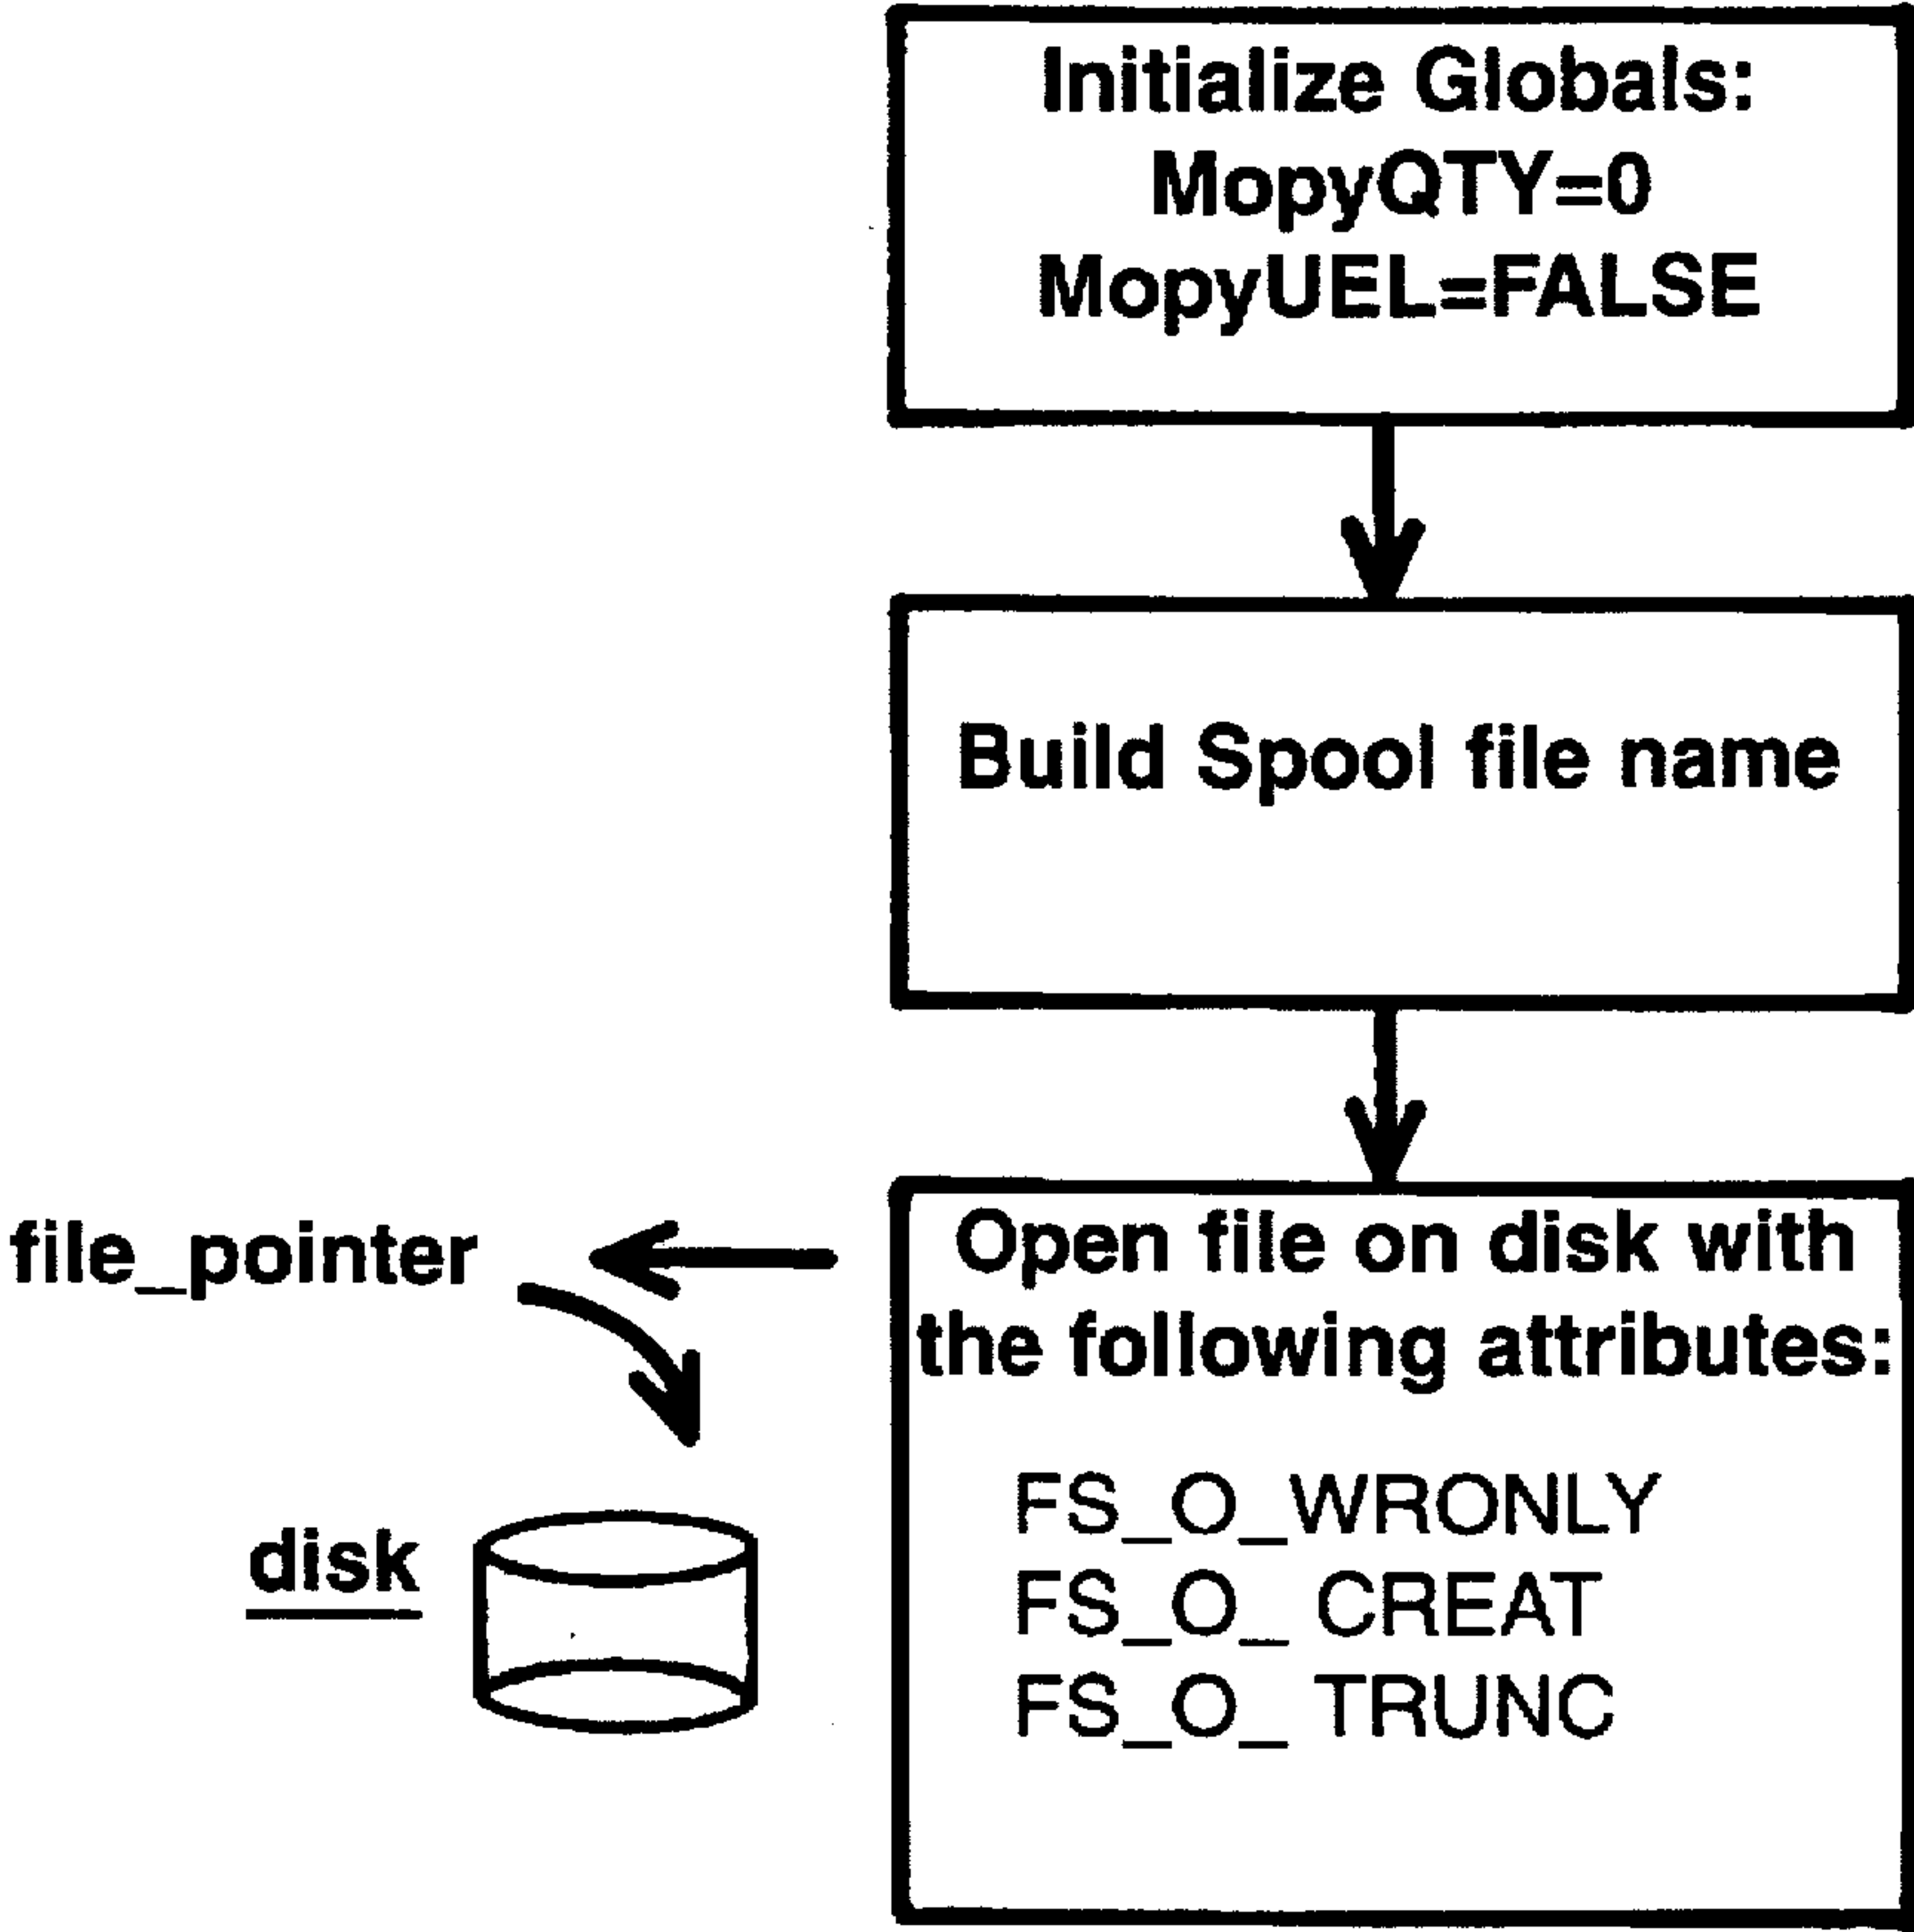 Initialize Globals:
MopyQTY=0
MopyUEL=FALSE
Build Spool file name
file_pointer
Open file on disk with
the following attributes:
FS_O_WRONLY
FS_O_ CREAT
FS_O_ TRUNC
disk